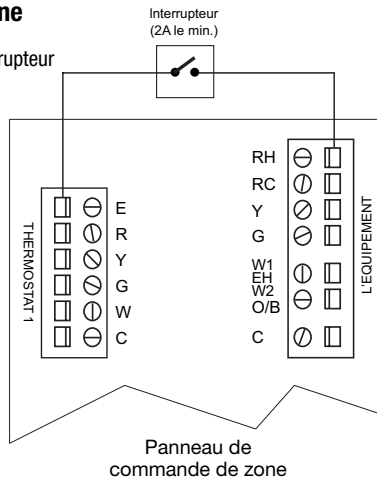 ne
rupteur
Interrupteur
(2A le min.)
THERMOSTAT 1
E
R
Y
G
W
C
RH
RC
Y
G
W1
EH
W2
O/B
C
L'EQUIPEMENT
Panneau de
commande de zone